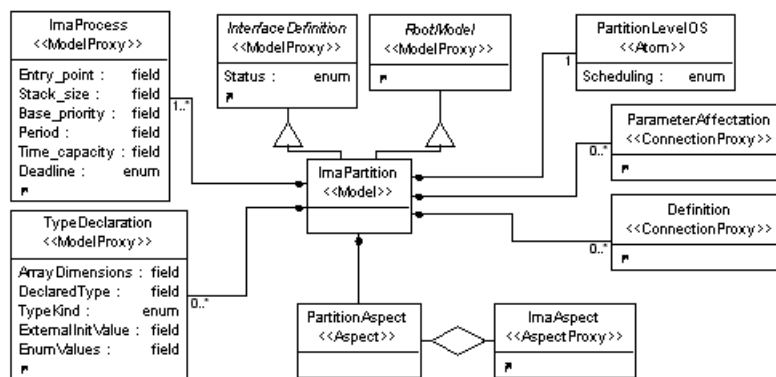 ImaProcess
<<ModelProxy>>
Entry_point : field
Stack_size : field
Base_priority : field
Period : field
Time_capacity : field
Deadline : enum
1..*
InterfaceDefinition
<<ModelProxy>>
Status : enum
RootModel
<<ModelProxy>>
PartitionLevelOS
<<Atom>>
Scheduling : enum
1
ParameterAffectation
<<ConnectionProxy>>
0..*
ImaPartition
<<Model>>
TypeDeclaration
<<ModelProxy>>
ArrayDimensions : field
DeclaredType : field
TypeKind : enum
ExternalInitValue : field
EnumValues : field
0..*
Definition
<<ConnectionProxy>>
0..*
PartitionAspect
<<Aspect>>
ImaAspect
<<AspectProxy>>